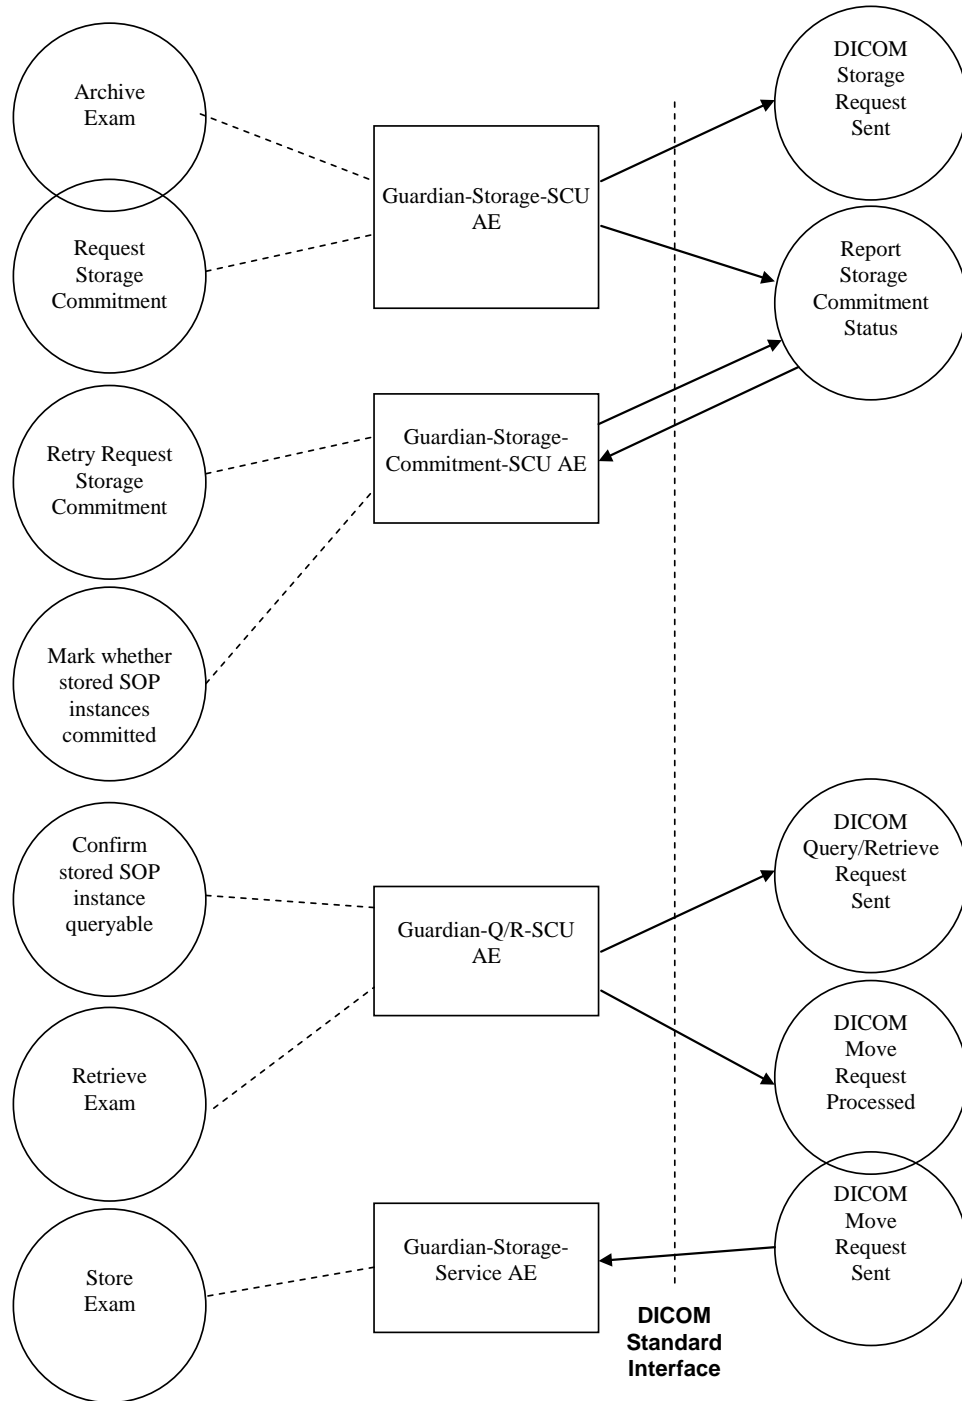 Archive
Exam
Request
Storage
Commitment
Guardian-Storage-SCU
AE
DICOM
Storage
Request
Sent
Report
Storage
Commitment
Status
Retry Request
Storage
Commitment
Guardian-Storage-
Commitment-SCU AE
Mark whether
stored SOP
instances
committed
Confirm
stored SOP
instance
queryable
Guardian-Q/R-SCU
AE
DICOM
Query/Retrieve
Request
Sent
Retrieve
Exam
DICOM
Move
Request
Processed
Store
Exam
Guardian-Storage-
Service AE
DICOM
Move
Request
Sent
DICOM
Standard
Interface